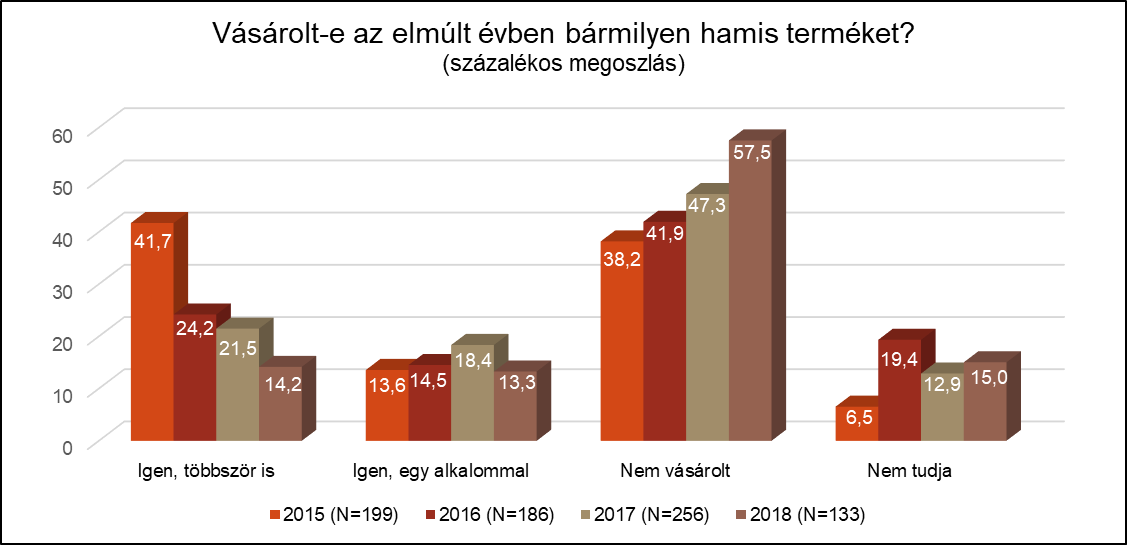 Vásárolt-e az elmúlt évben bármilyen hamis terméket?
(százalékos megoszlás)
60
50
40
30
20
10
0
41,7
24,2
21,5
14,2
13,6
14,5
18,4
13,3
38,2
41,9
47,3
57,5
6,5
19,4
12,9
15,0
Igen, többször is
Igen, egy alkalommal
Nem vásárolt
Nem tudja
2015 (N=199)
2016 (N=186)
2017 (N=256)
2018 (N=133)